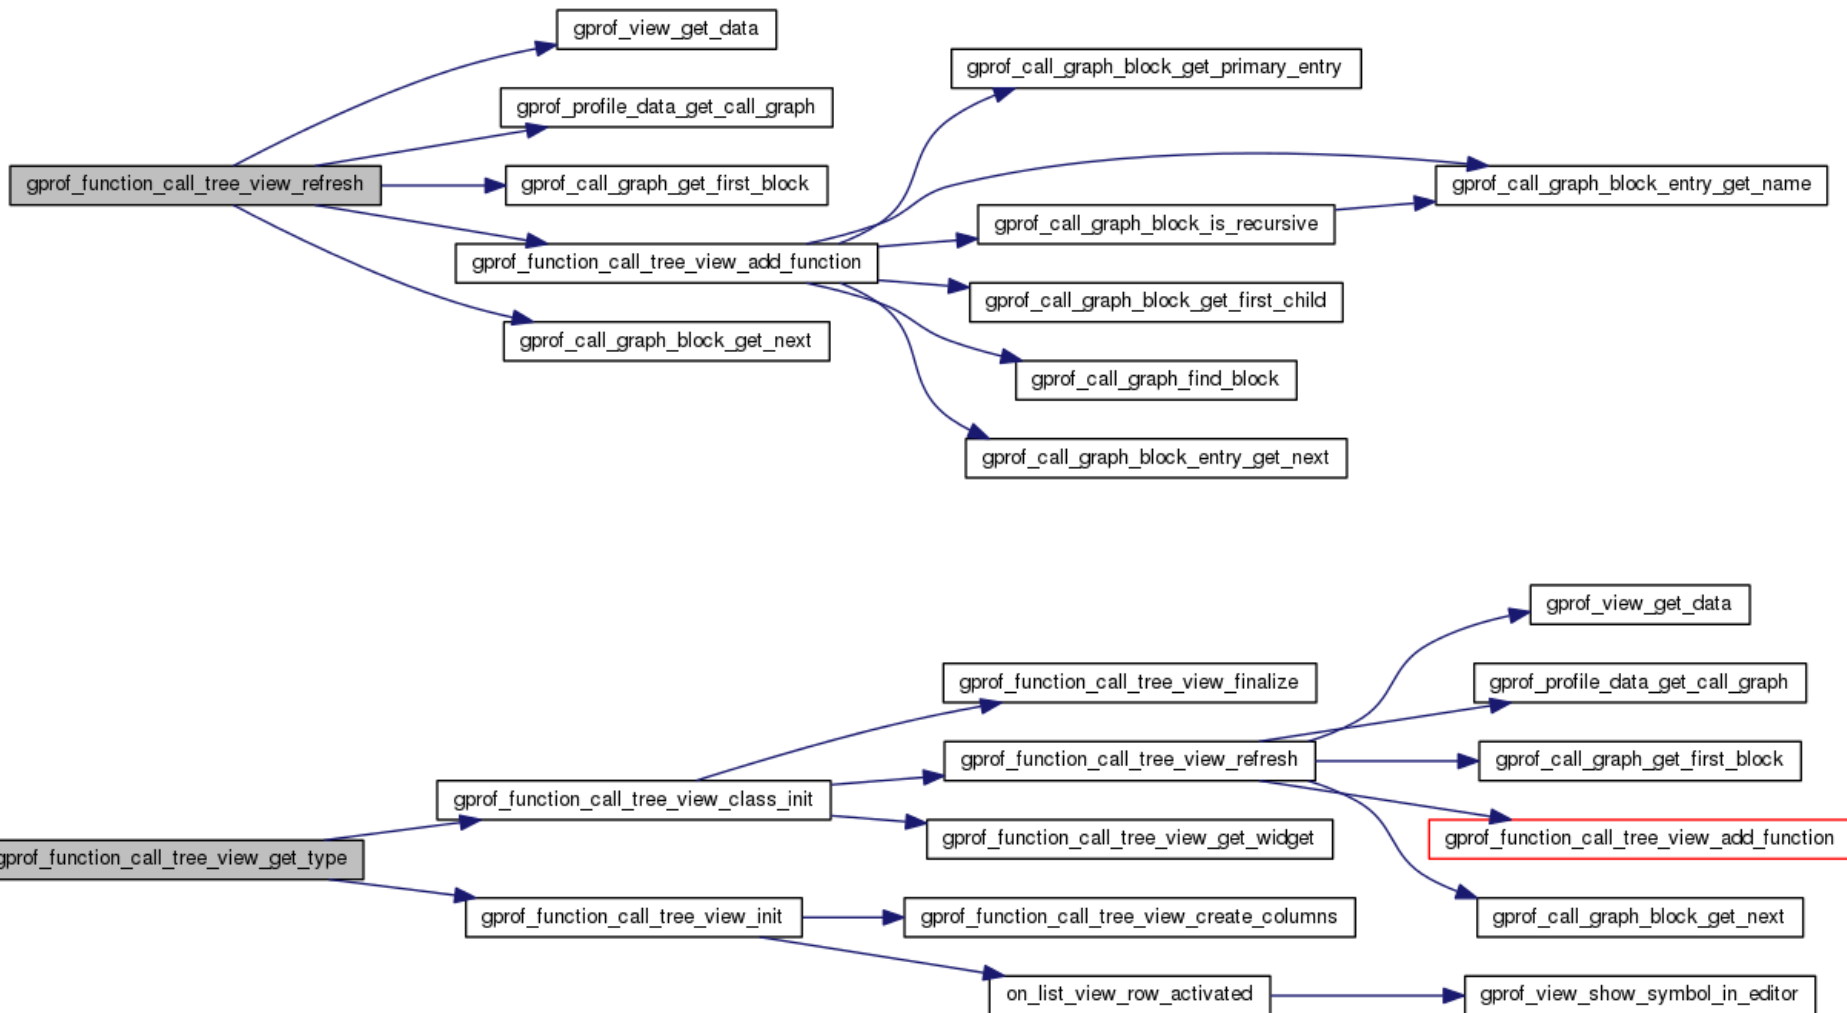 gprof_view_get_data
gprof_call_graph_block_get_primary_entry
gprof_profile_data_get_call_graph
gprof_function_call_tree_view_refresh
gprof_call_graph_get_first_block
gprof_call_graph_block_entry_get_name
gprof_call_graph_block_is_recursive
gprof_function_call_tree_view_add_function
gprof_call_graph_block_get_first_child
gprof_call_graph_block_get_next
gprof_call_graph_find_block
gprof_call_graph_block_entry_get_next
gprof_view_get_data
gprof_function_call_tree_view_finalize
gprof_profile_data_get_call_graph
gprof_function_call_tree_view_refresh
gprof_call_graph_get_first_block
gprof_function_call_tree_view_class_init
gprof_function_call_tree_view_get_widget
gprof_function_call_tree_view_add_function
gprof_function_call_tree_view_get_type
gprof_function_call_tree_view_init
gprof_function_call_tree_view_create_columns
gprof_call_graph_block_get_next
on_list_view_row_activated
gprof_view_show_symbol_in_editor